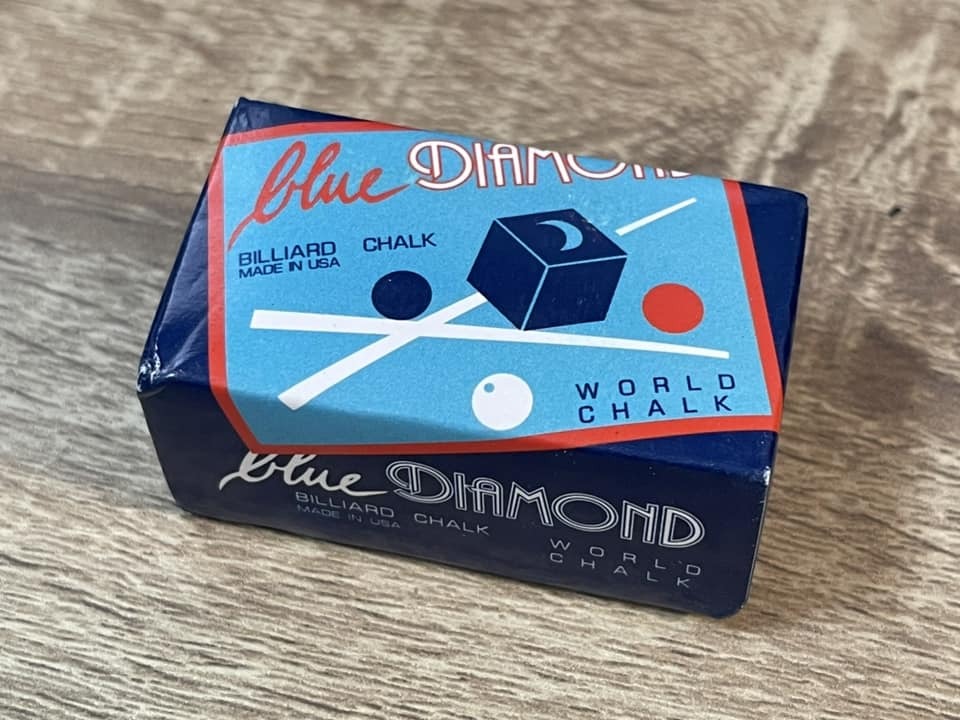 blue DIAMOND
BILLIARD CHALK
MADE IN USA
WORLD
CHALK
blue DIAMOND
BILLIARD CHALK
MADE IN USA
WORLD
CHALK